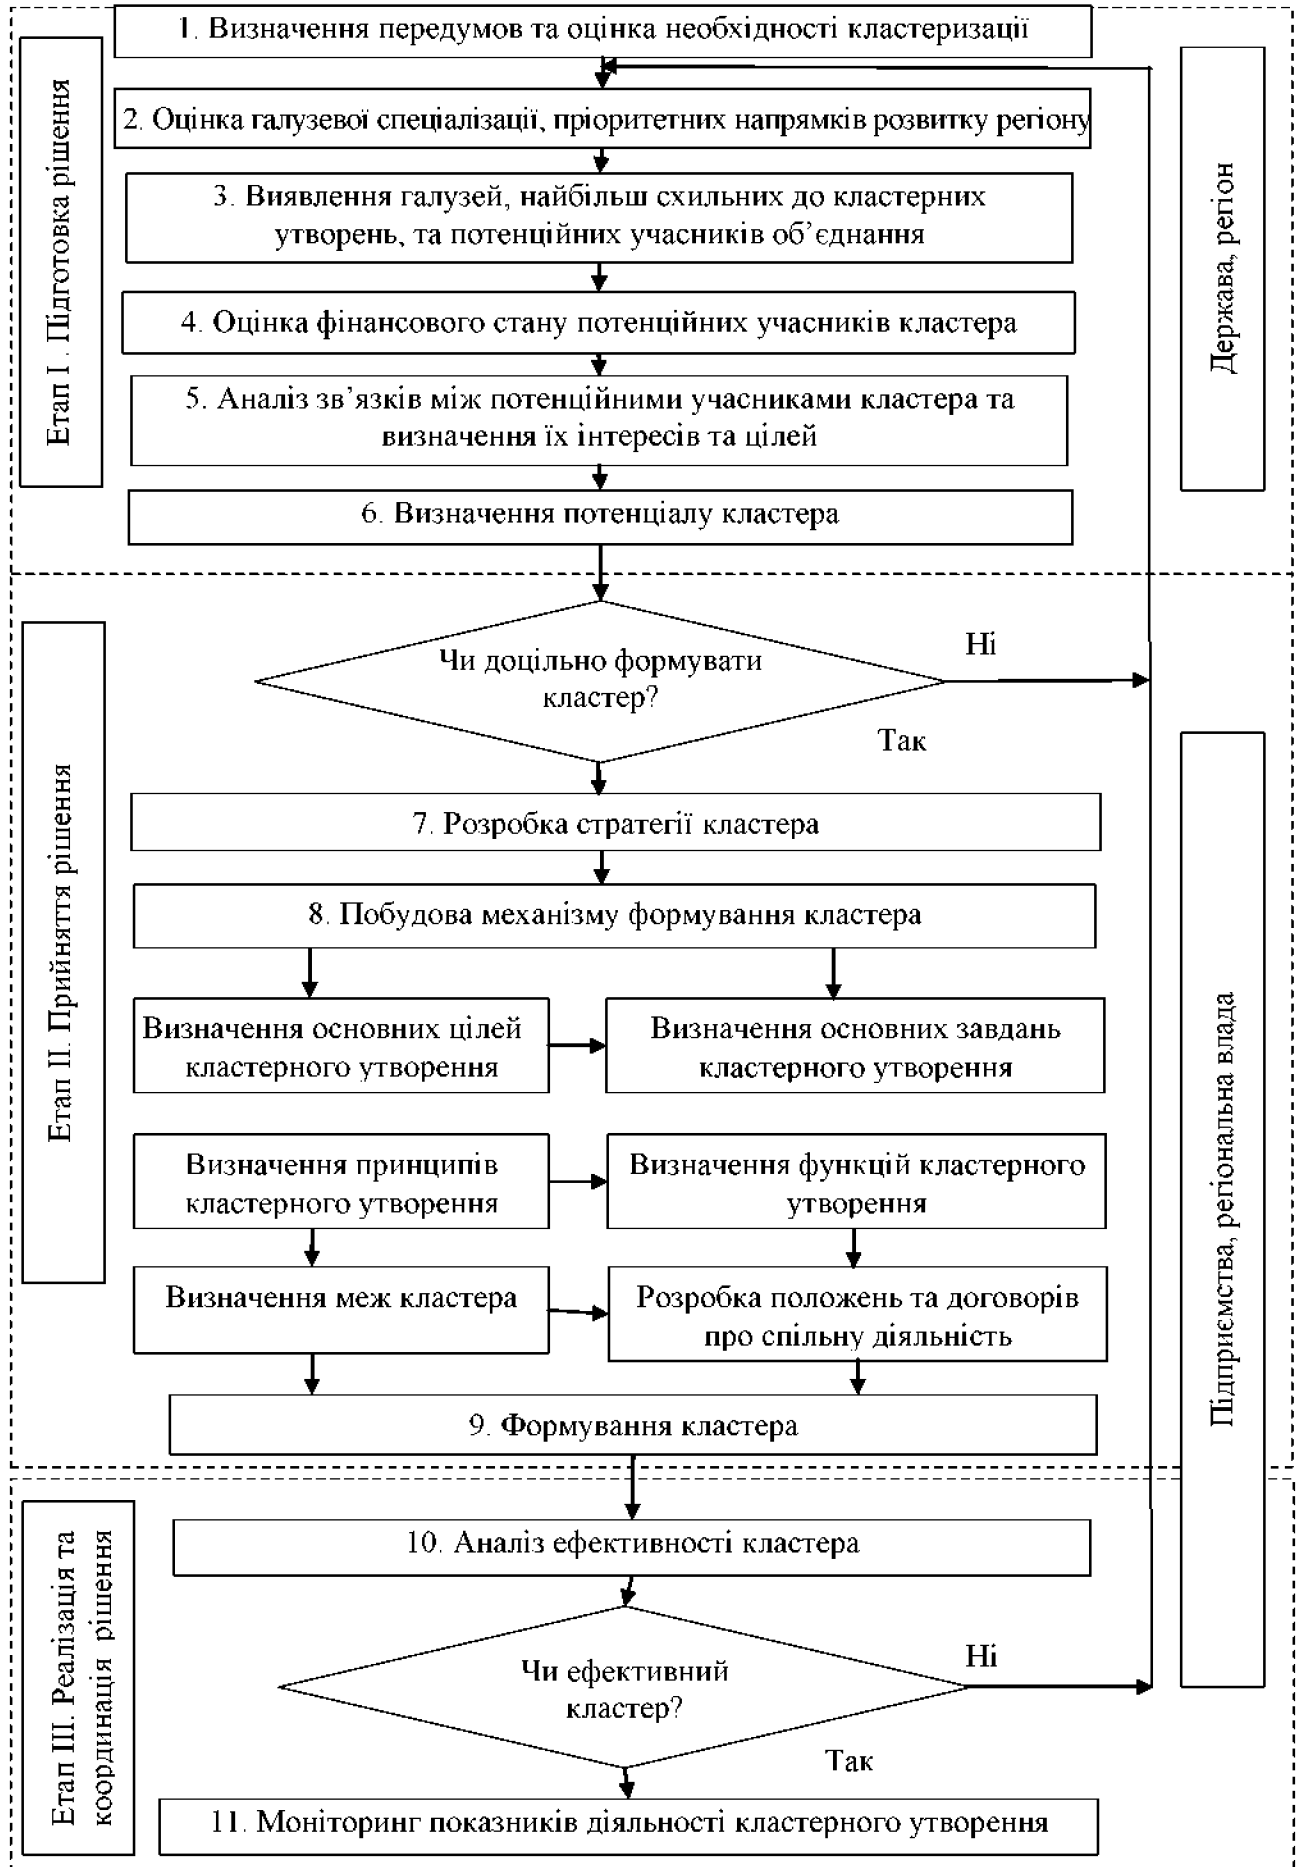 1. Визначення передумов та оцінка необхідності кластеризації
Етап І . Підготовка рішення
Держава, регіон
2. Оцінка галузевої спеціалізації, пріоритетних напрямків розвитку регіону
3. Виявлення галузей, найбільш схильних до кластерних
утворень, та потенційних учасників об’єднання
4. Оцінка фінансового стану потенційних учасників кластера
5. Аналіз зв’язків між потенційними учасниками кластера та
визначення їх інтересів та цілей
6. Визначення потенціалу кластера
Етап ІІ. Прийняття рішення
Чи доцільно формувати
кластер?
Ні
Так
Підприємства, регіональна влада
7. Розробка стратегії кластера
8. Побудова механізму формування кластера
Визначення основних цілей
кластерного утворення
Визначення основних завдань
кластерного утворення
Визначення принципів
кластерного утворення
Визначення функцій кластерного
утворення
Визначення меж кластера
Розробка положень та договорів
про спільну діяльність
9. Формування кластера
Етап ІІІ. Реалізація та
координація рішення
10. Аналіз ефективності кластера
Чи ефективний
кластер?
Ні
Так
11. Моніторинг показників діяльності кластерного утворення